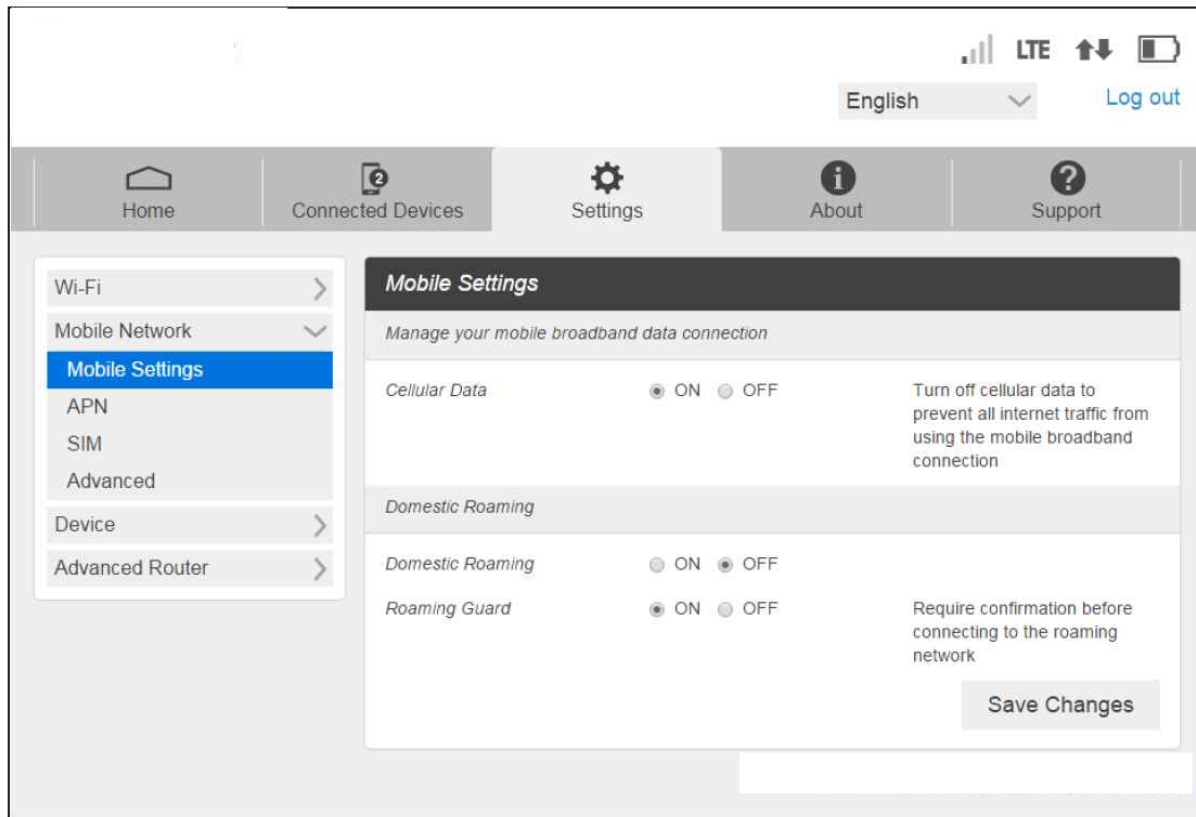 LTE
English
Log out
2
Home
Connected Devices
Settings
About
Support
Wi-Fi
Mobile Network
Mobile Settings
APN
SIM
Advanced
Device
Advanced Router
Mobile Settings
Manage your mobile broadband data connection
Cellular Data
ON
OFF
Turn off cellular data to
prevent all internet traffic from
using the mobile broadband
connection
Domestic Roaming
Domestic Roaming
ON
OFF
Roaming Guard
ON
OFF
Require confirmation before
connecting to the roaming
network
Save Changes